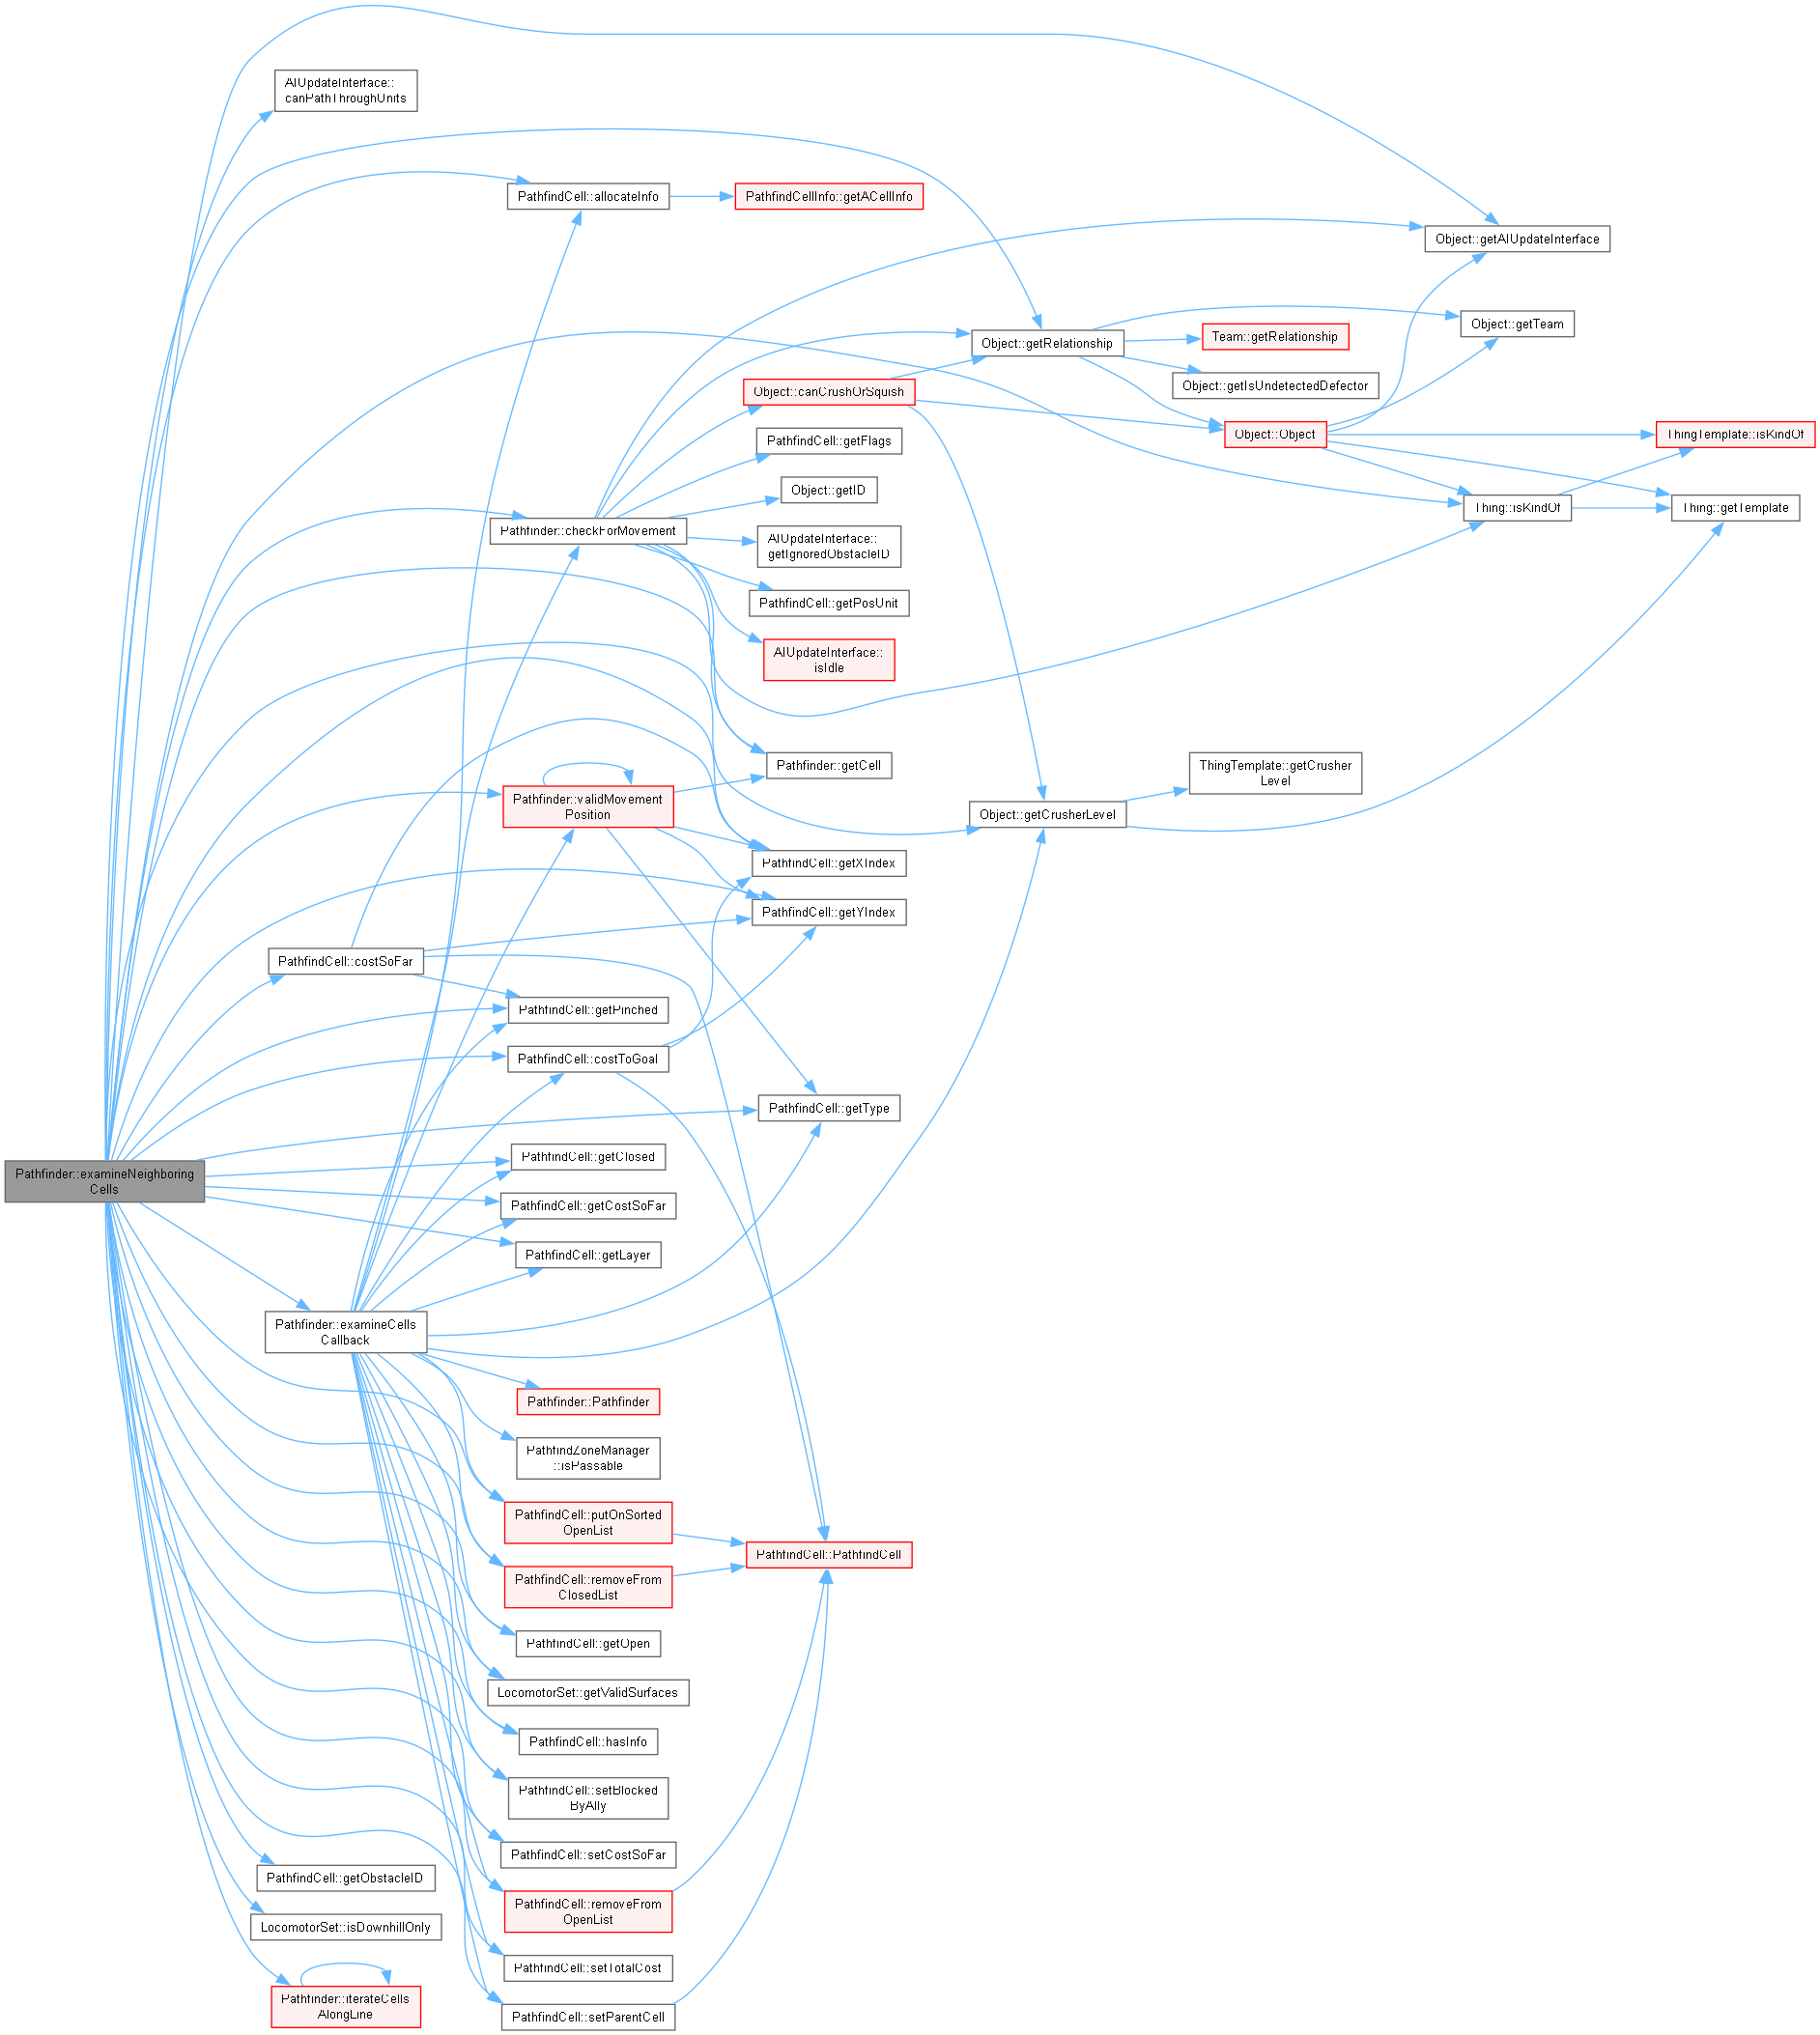 AIUpdateInterface::
canPathThroughUnits
PathfindCell::allocateInfo
PathfindCellInfo::getACellInfo
Object::getAIUpdateInterface
Object::getTeam
Team::getRelationship
Object::getRelationship
Object::getIsUndetectedDefector
Object::canCrushOrSquish
PathfindCell::getFlags
Object::Object
ThingTemplate::isKindOf
Object::getID
Thing::isKindOf
Thing::getTemplate
Pathfinder::checkForMovement
AIUpdateInterface::
getIgnoredObstacleID
PathfindCell::getPosUnit
AIUpdateInterface::
isIdle
Pathfinder::getCell
ThingTemplate::getCrusher
Level
Pathfinder::validMovement
Position
Object::getCrusherLevel
PathfindCell::getXIndex
PathfindCell::getYIndex
PathfindCell::costSoFar
PathfindCell::getPinched
PathfindCell::costToGoal
PathfindCell::getType
PathfindCell::getClosed
Pathfinder::examineNeighboring
Cells
PathfindCell::getCostSoFar
PathfindCell::getLayer
Pathfinder::examineCells
Callback
Pathfinder::Pathfinder
PathfindZoneManager
::isPassable
PathfindCell::putOnSorted
OpenList
PathfindCell::PathfindCell
PathfindCell::removeFrom
ClosedList
PathfindCell::getOpen
LocomotorSet::getValidSurfaces
PathfindCell::hasInfo
PathfindCell::setBlocked
ByAlly
PathfindCell::setCostSoFar
PathfindCell::getObstacleID
PathfindCell::removeFrom
OpenList
LocomotorSet::isDownhillOnly
PathfindCell::setTotalCost
Pathfinder::iterateCells
AlongLine
PathfindCell::setParentCell